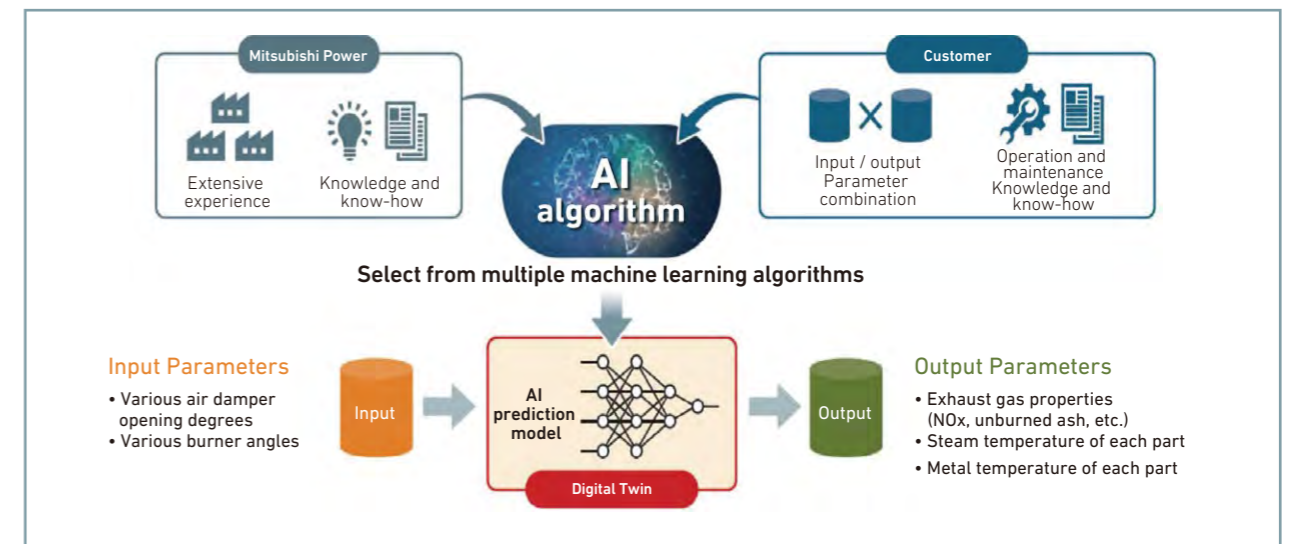 Mitsubishi Power
Extensive
experience
Knowledge and
know-how
AI
algorithm
Customer
Input / output
Parameter
combination
Operation and
maintenance
Knowledge and
know-how
Select from multiple machine learning algorithms
Input Parameters
• Various air damper
opening degrees
• Various burner angles
Input
AI
prediction
model
Digital Twin
Output
Output Parameters
• Exhaust gas properties
(NOx, unburned ash, etc.)
• Steam temperature of each part
• Metal temperature of each part